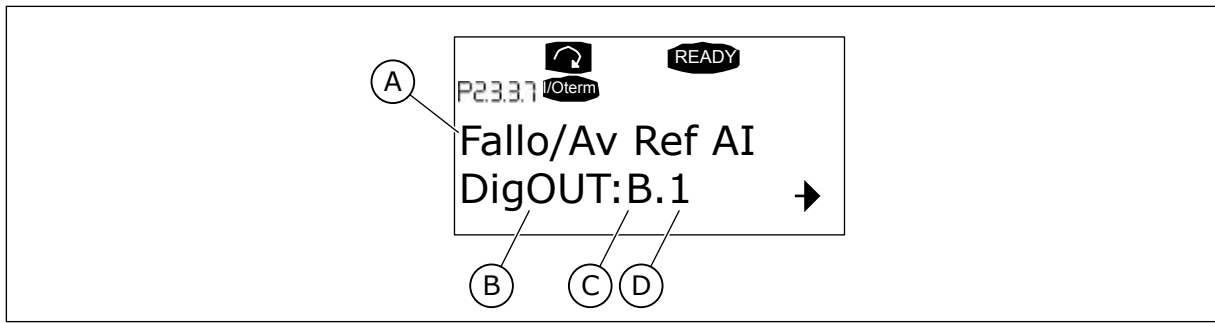 READY
A
P2.3.3.7 I/Oterm
Fallo/Av Ref AI
DigOUT:B.1
B C D